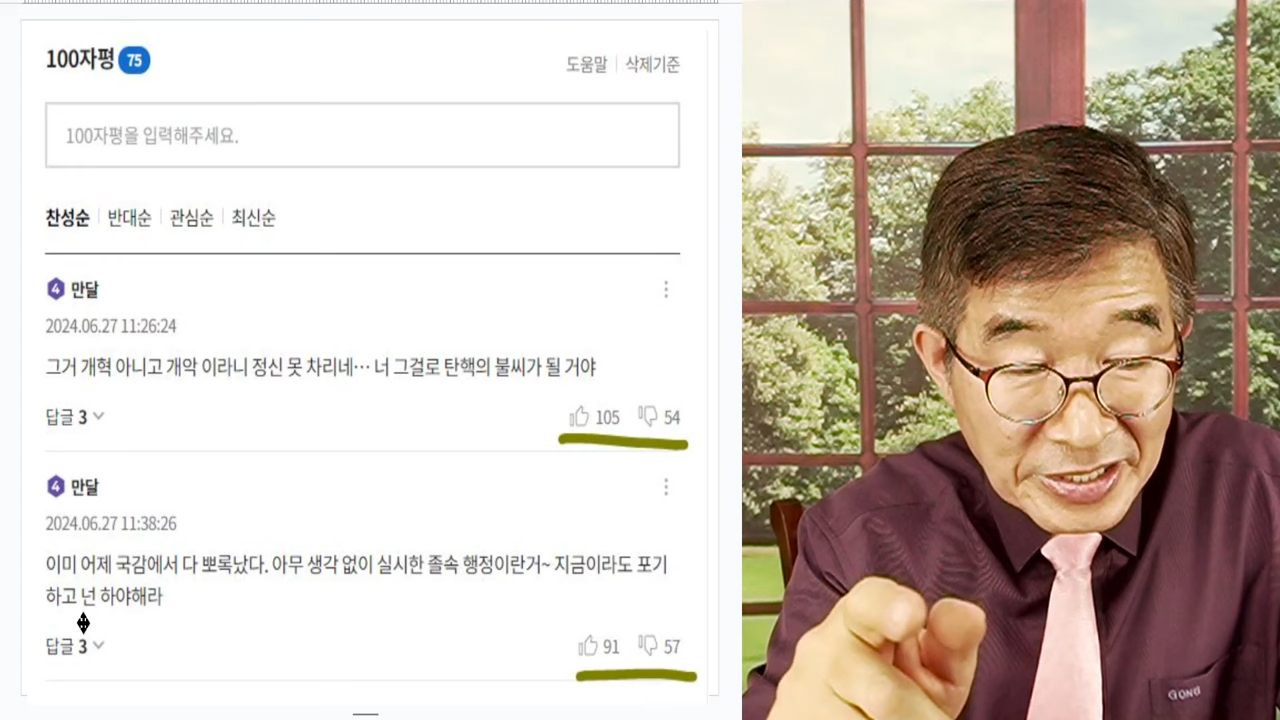 100자평 75
도움말 삭제기준
100자평을 입력해주세요.
찬성순 반대순 관심순 최신순
4 만달
2024.06.27 11:26:24
그거 개혁 아니고 개악 이라니 정신 못 차리네… 너 그걸로 탄핵의 불씨가 될 거야
답글 3
105 54
4 만달
2024.06.27 11:38:26
이미 어제 국감에서 다 뽀록났다. 아무 생각 없이 실시한 졸속 행정이란거~ 지금이라도 포기
하고 넌 하야해라
답글 3
91 57
GONG